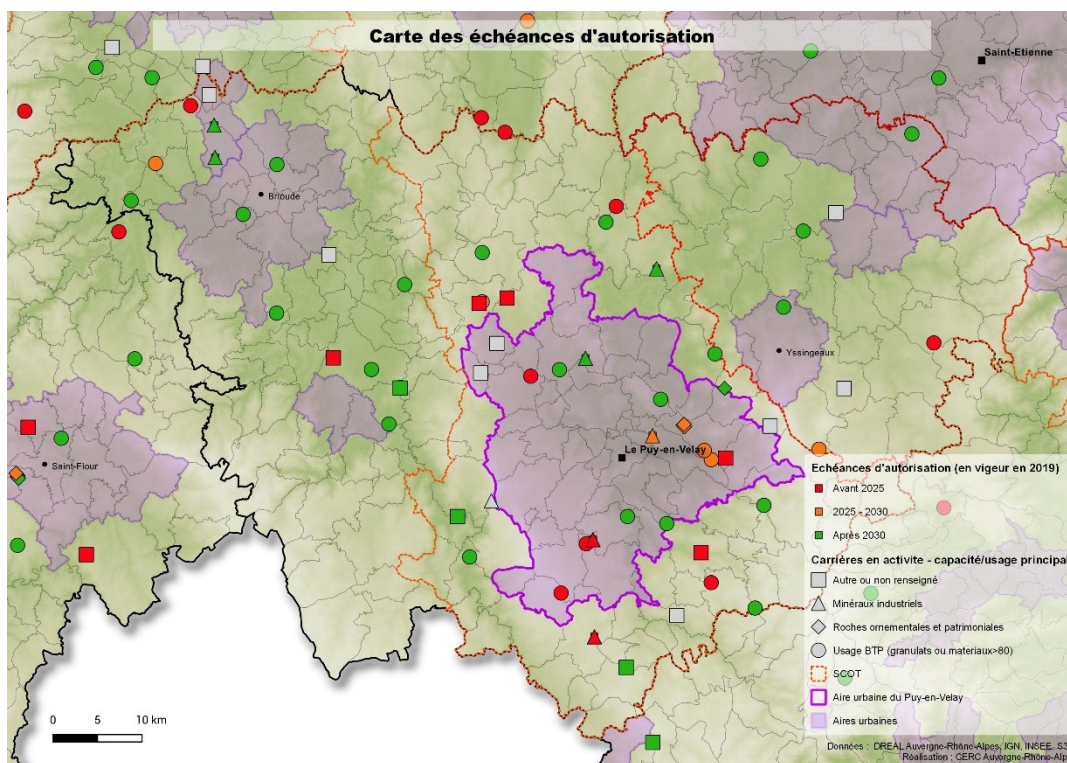 Carte des échéances d'autorisation
Saint-Etienne
Brioude
Yssingeaux
Le Puy-en-Velay
Saint-Flour
Echéances d'autorisation (en vigeur en 2019)
Avant 2025
2025 - 2030
Après 2030
Carrières en activite - capacité/usage principal
Autre ou non renseigné
Minéraux industriels
Roches ornementales et patrimoniales
Usage BTP (granulats ou materiaux>80)
SCOT
Aire urbaine du Puy-en-Velay
Aires urbaines
0 5 10 km
Données : DREAL Auvergne-Rhône-Alpes, IGN, INSEE, S3
Réalisation : CERC Auvergne-Rhône-Alp